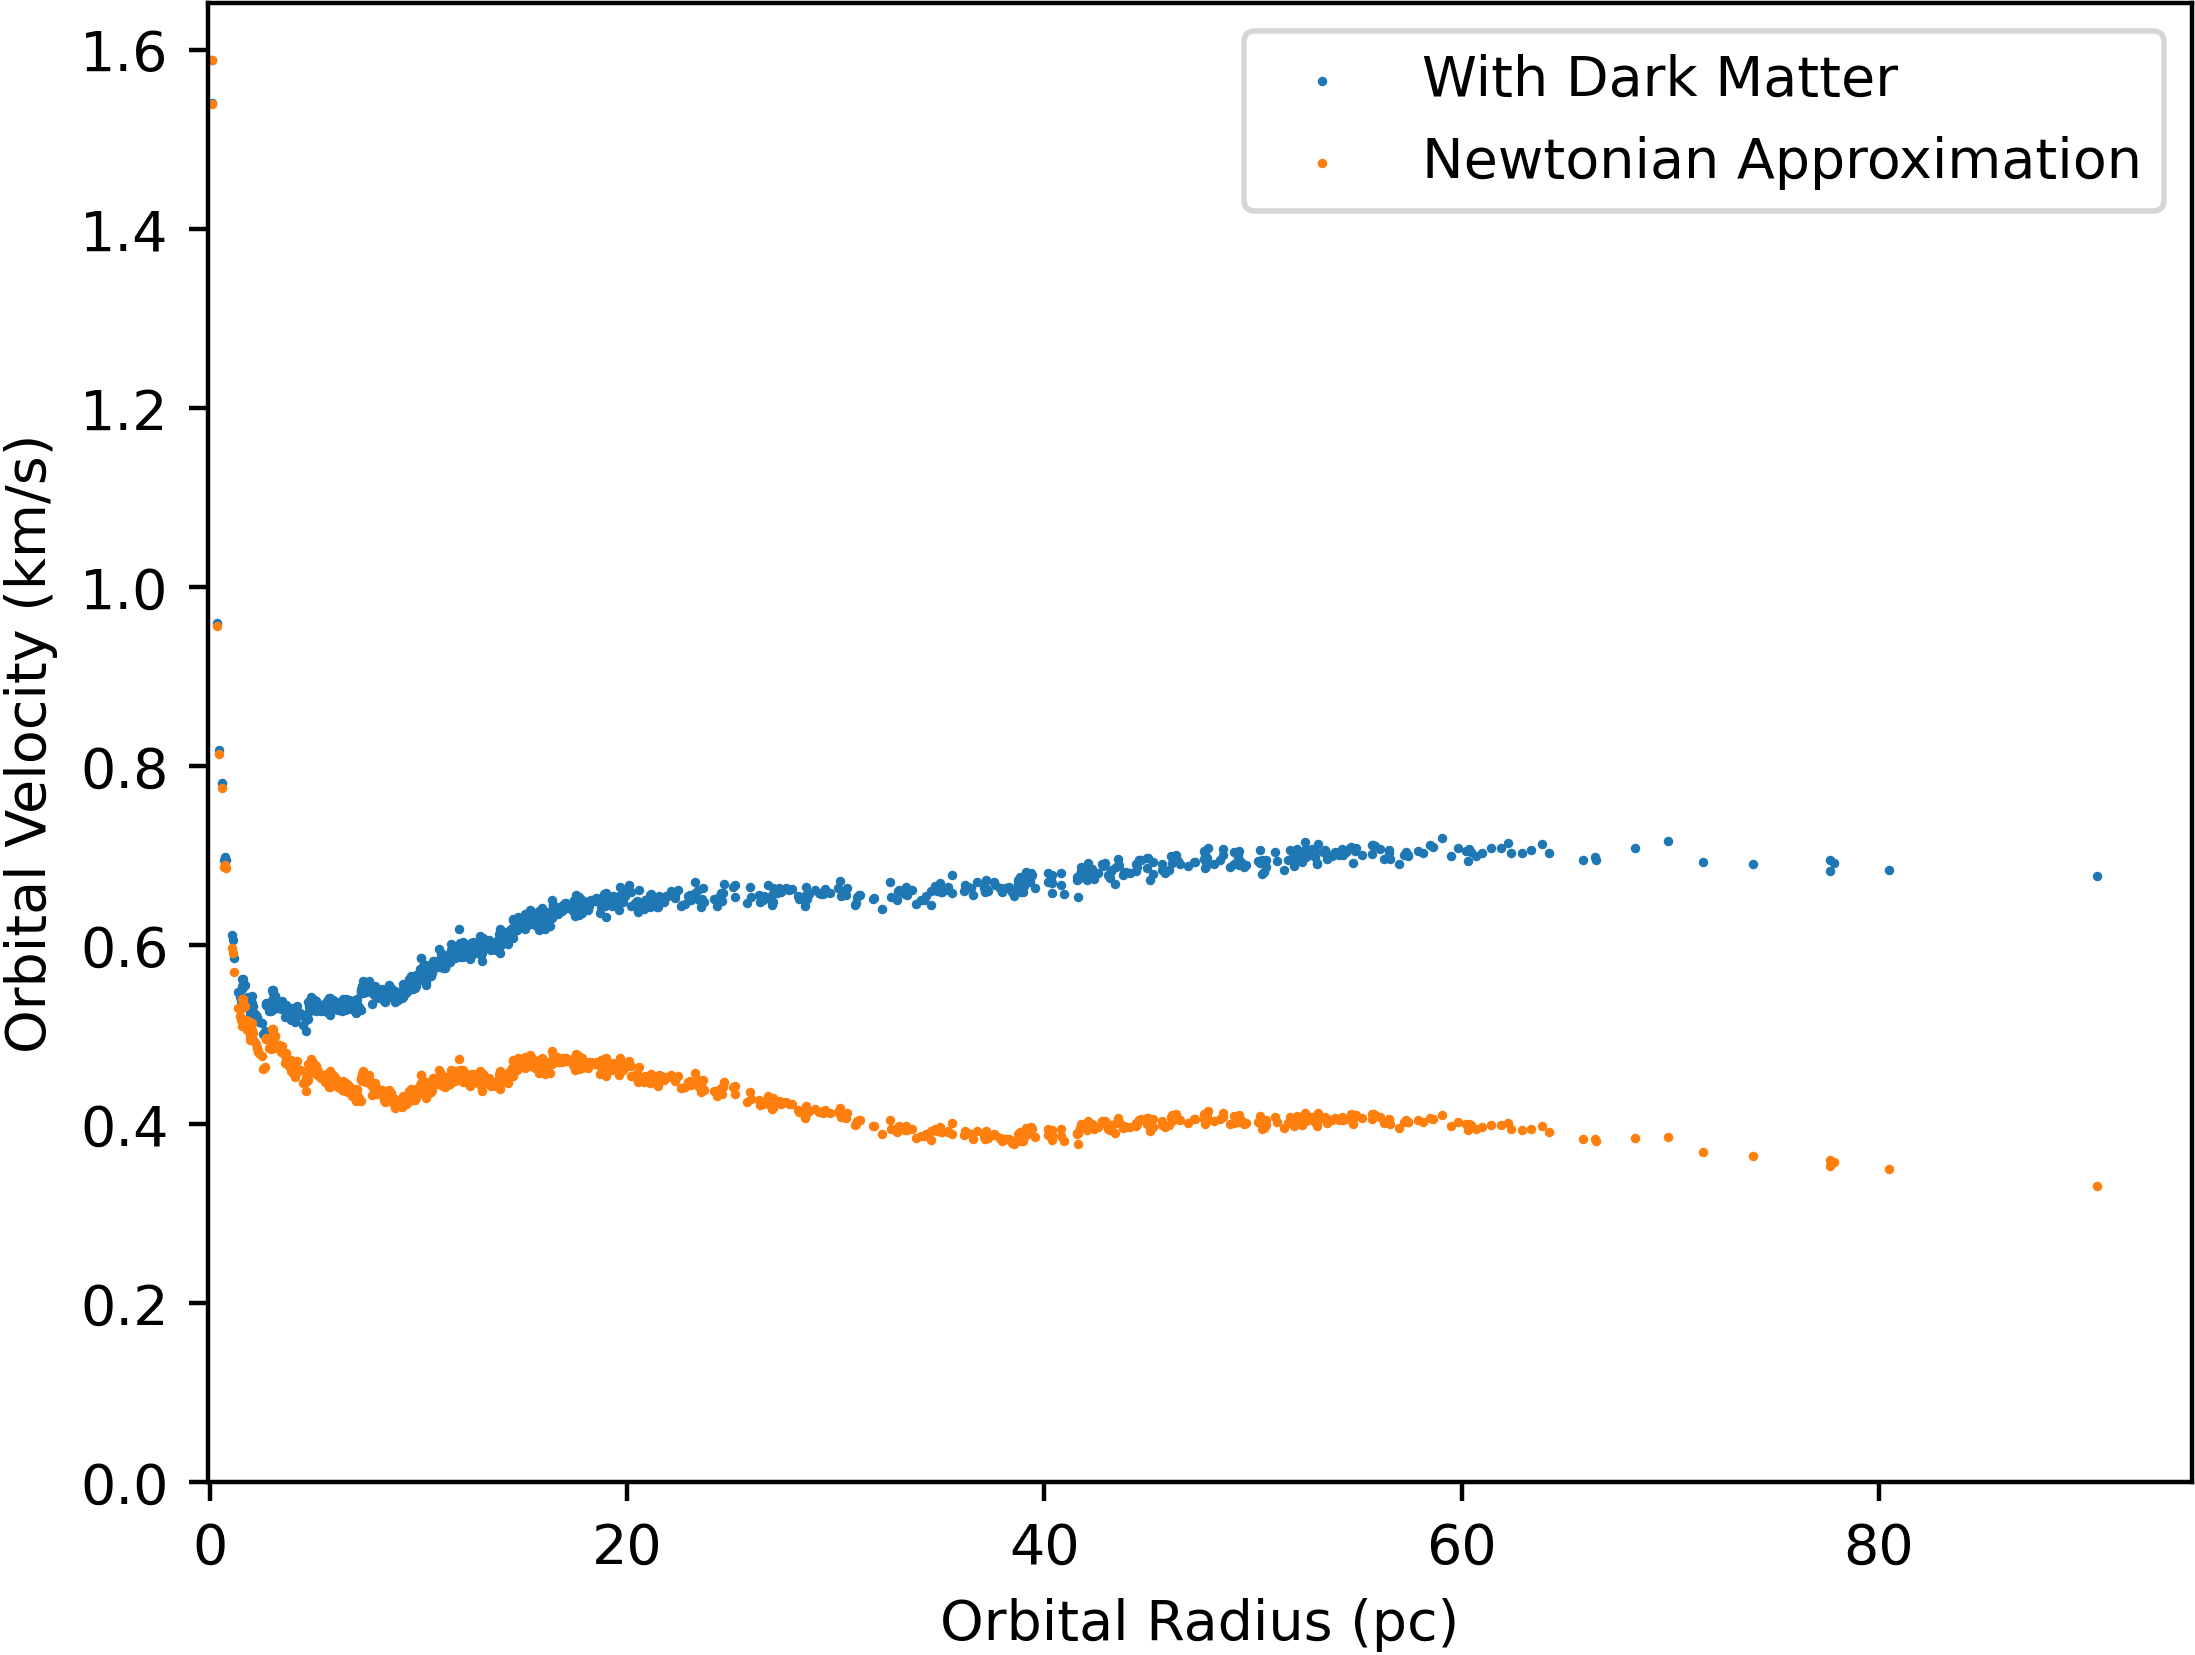 With Dark Matter
Newtonian Approximation
1.6
1.4
1.2
1.0
0.8
0.6
0.4
0.2
0.0
Orbital Velocity (km/s)
0 20 40 60 80
Orbital Radius (pc)